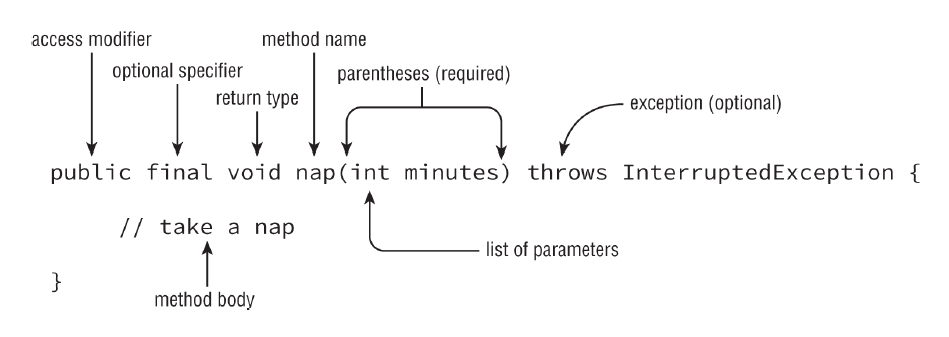 access modifier
method name
optional specifier
parentheses (required)
return type
exception (optional)
public final void nap(int minutes) throws InterruptedException {
// take a nap
list of parameters
}
method body